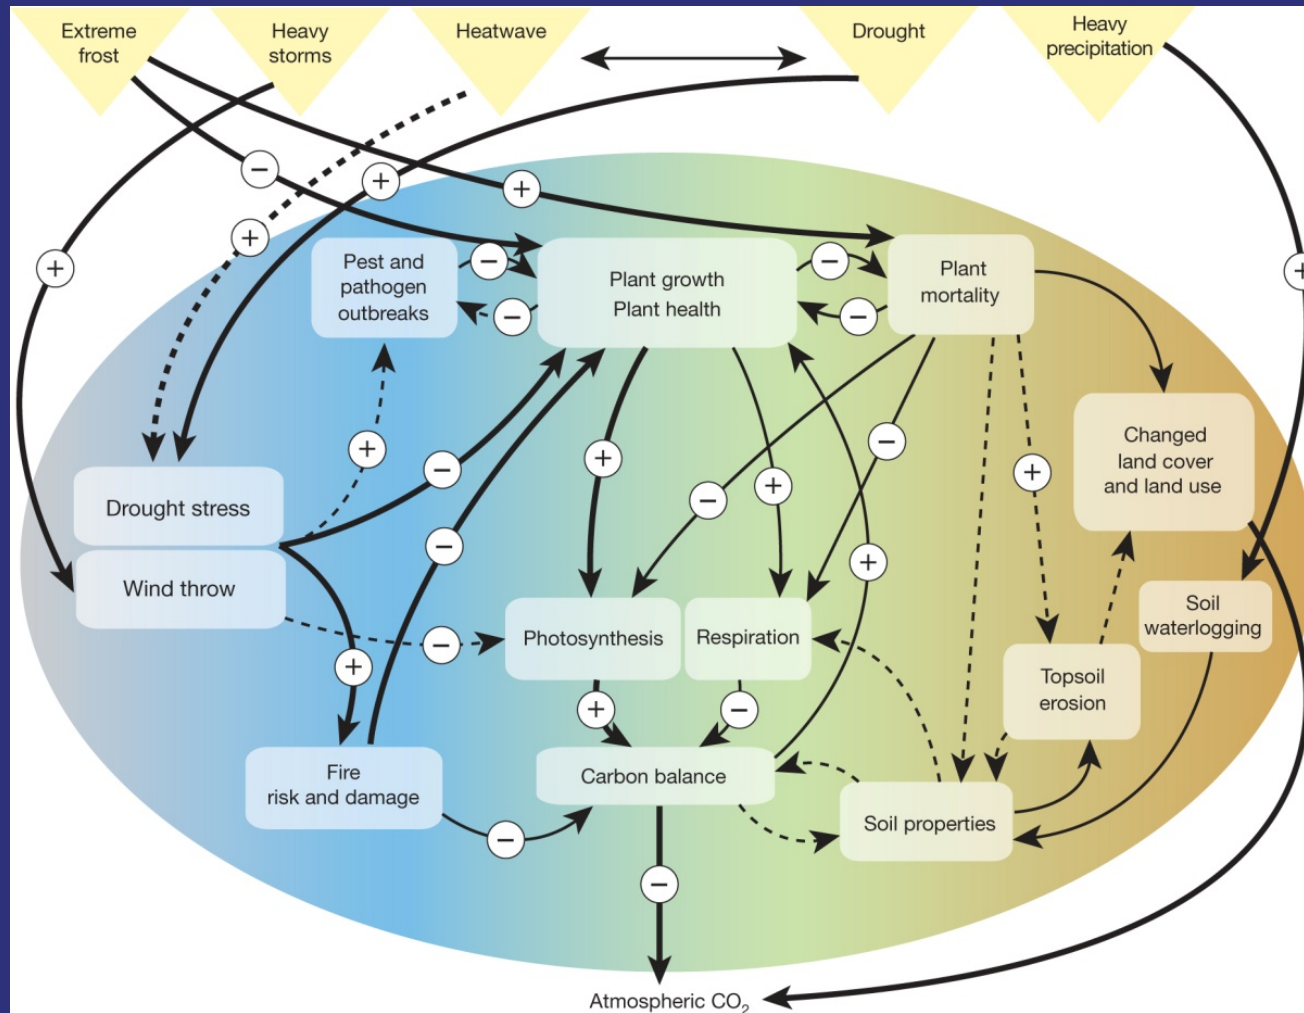 Extreme
frost
Heavy
storms
Heatwave
Drought
Heavy
precipitation
−
+
+
+
+
+
Pest and
pathogen
outbreaks
−
−
Plant growth
Plant health
−
−
Plant
mortality
+
−
+
−
+
−
−
+
Changed
land cover
and land use
Drought stress
Wind throw
−
+
−
+
Photosynthesis
Respiration
Soil
waterlogging
Topsoil
erosion
+
−
Fire
risk and damage
Carbon balance
Soil properties
−
−
Atmospheric CO₂